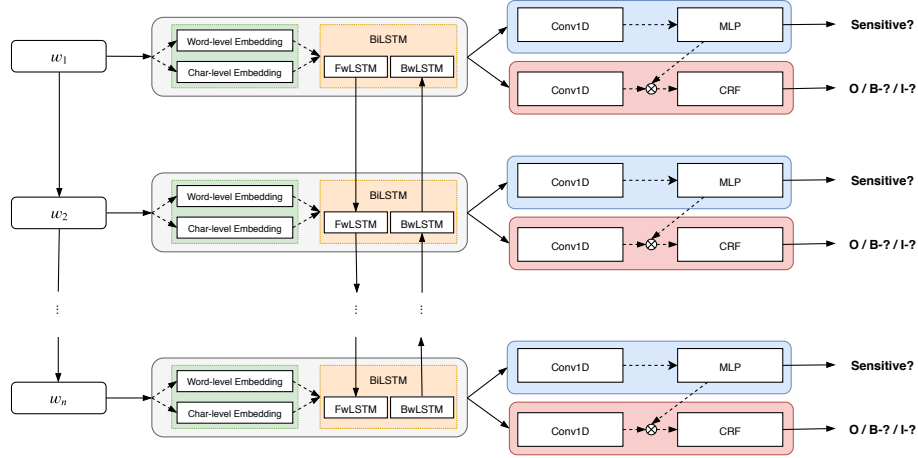 Conv1D MLP Sensitive?
w₁ Word-level Embedding BiLSTM
Char-level Embedding FwLSTM BwLSTM
Conv1D ⊗ CRF O / B-? / I-?
Conv1D MLP Sensitive?
w₂ Word-level Embedding BiLSTM
Char-level Embedding FwLSTM BwLSTM
Conv1D ⊗ CRF O / B-? / I-?
⋮ ⋮ ⋮
Conv1D MLP Sensitive?
wₙ Word-level Embedding BiLSTM
Char-level Embedding FwLSTM BwLSTM
Conv1D ⊗ CRF O / B-? / I-?